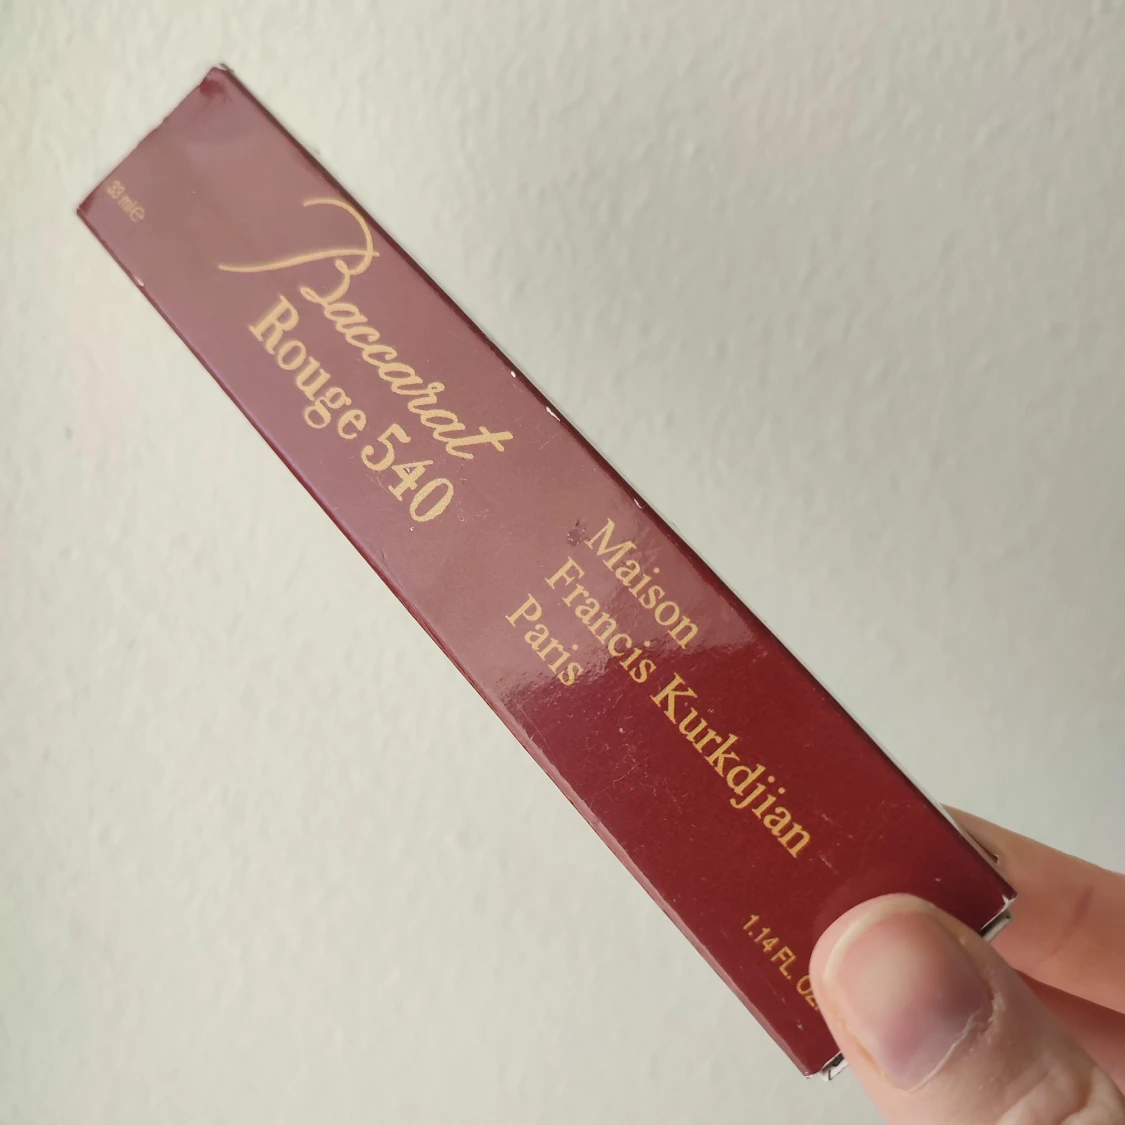 33 ml℮
Baccarat
Rouge 540
Maison
Francis Kurkdjian
Paris
1.14 FL. OZ.